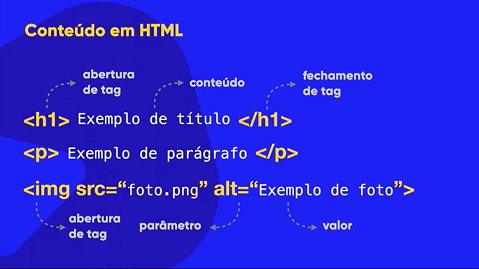 Conteúdo em HTML
abertura
de tag
conteúdo
fechamento
de tag
<h1> Exemplo de título </h1>
<p> Exemplo de parágrafo </p>
<img src=“foto.png” alt=“Exemplo de foto”>
abertura
de tag
parâmetro
valor